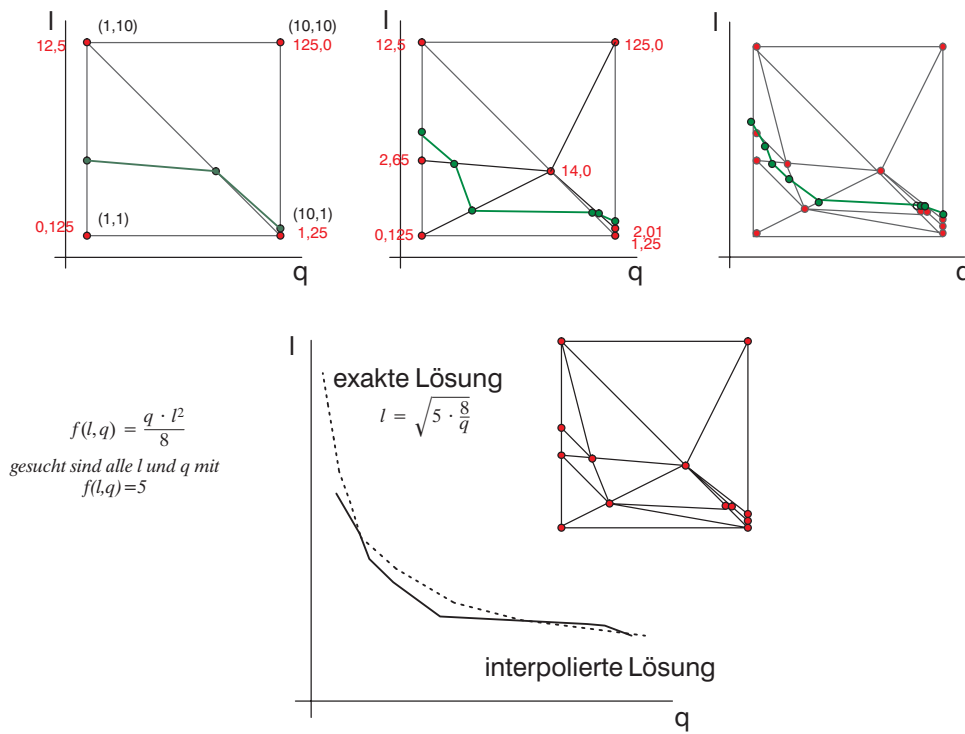 l (1,10) (10,10)
12,5 125,0
(1,1) (10,1)
0,125 1,25
q
l
12,5 125,0
2,65 14,0
0,125 2,01
1,25
q
l
q
l
exakte Lösung
l = √5 · 8/q
f(l,q) = q · l² / 8
gesucht sind alle l und q mit
f(l,q)=5
interpolierte Lösung
q